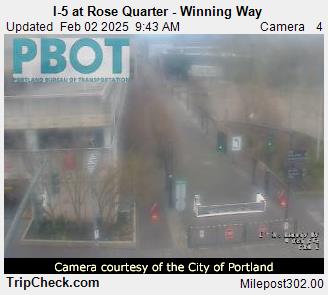 I-5 at Rose Quarter - Winning Way
Updated Feb 02 2025 9:43 AM Camera 4
PBOT
PORTLAND BUREAU OF TRANSPORTATION
Camera courtesy of the City of Portland
TripCheck.com Milepost302.00